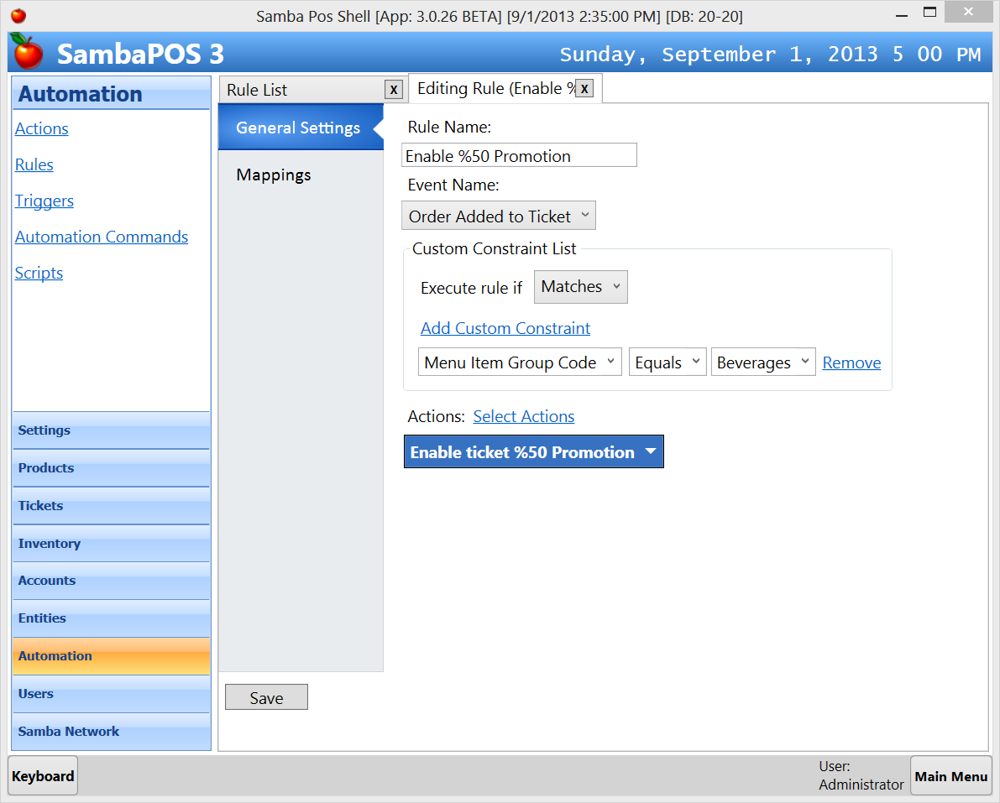 Samba Pos Shell [App: 3.0.26 BETA] [9/1/2013 2:35:00 PM] [DB: 20-20]
SambaPOS 3
Sunday, September 1, 2013 5 00 PM
Automation
Actions
Rules
Triggers
Automation Commands
Scripts
Settings
Products
Tickets
Inventory
Accounts
Entities
Automation
Users
Samba Network
Rule List x
Editing Rule (Enable % x
General Settings
Mappings
Rule Name:
Enable %50 Promotion
Event Name:
Order Added to Ticket
Custom Constraint List
Execute rule if Matches
Add Custom Constraint
Menu Item Group Code Equals Beverages Remove
Actions: Select Actions
Enable ticket %50 Promotion
Save
Keyboard
User:
Administrator
Main Menu